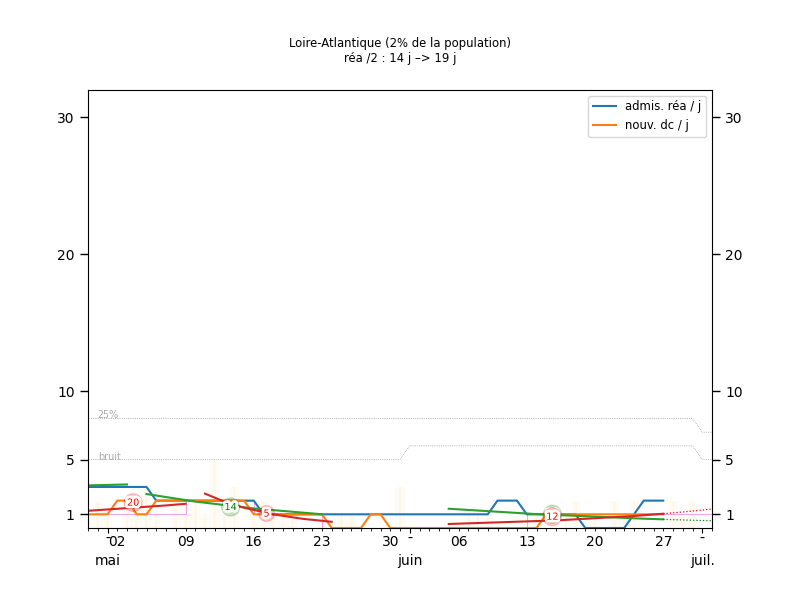 Loire-Atlantique (2% de la population)
réa /2 : 14 j –> 19 j
admis. réa / j
nouv. dc / j
30 30
20 20
10 10
25%
5 bruit 5
20 14 5 12
1 1
02 09 16 23 30 - 06 13 20 27 -
mai juin juil.